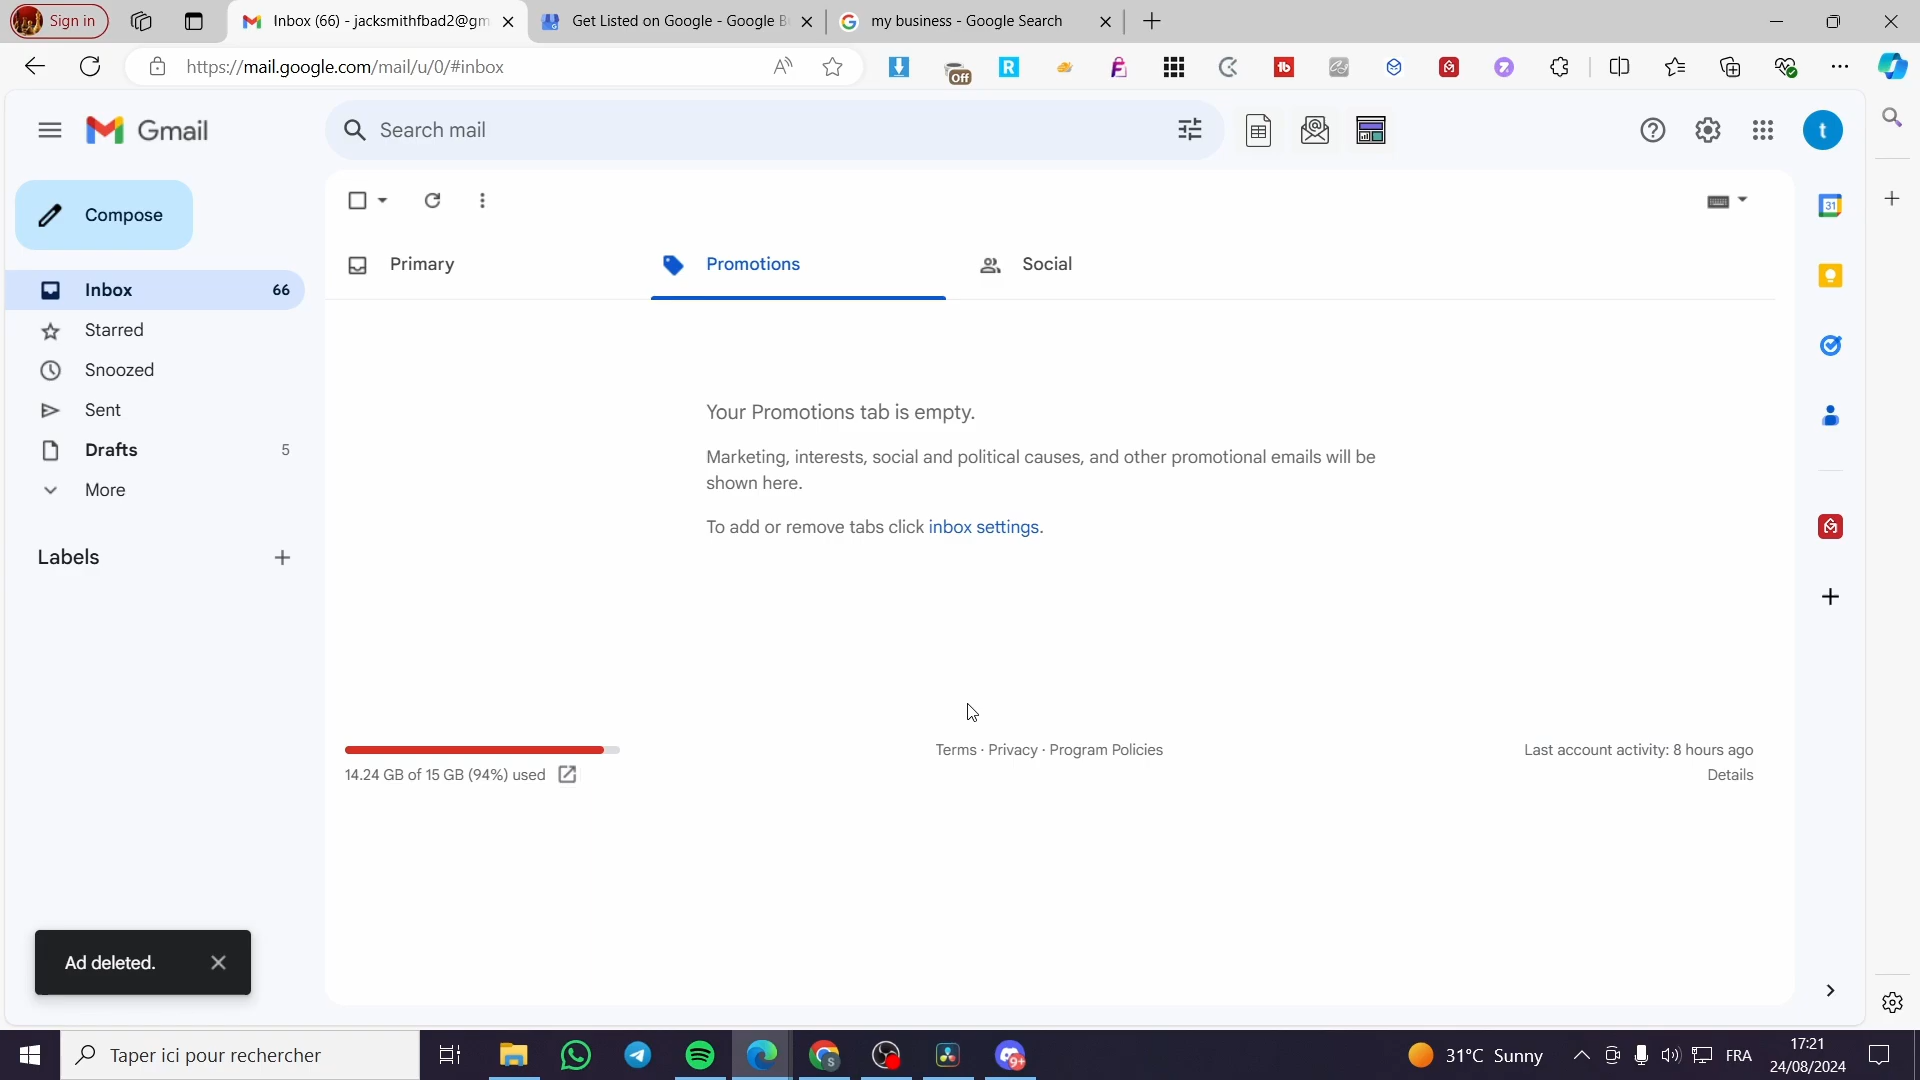 Sign in
Inbox (66) - jacksmithfbad2@gm
Get Listed on Google - Google B
my business - Google Search
https://mail.google.com/mail/u/0/#inbox
Off
R
tb
Gmail
Search mail
t
Compose
Primary
Promotions
Social
31
Inbox 66
Starred
Snoozed
Sent
Drafts 5
More
Labels
Your Promotions tab is empty.
Marketing, interests, social and political causes, and other promotional emails will be
shown here.
To add or remove tabs click inbox settings.
14.24 GB of 15 GB (94%) used
Terms · Privacy · Program Policies
Last account activity: 8 hours ago
Details
Ad deleted.
Taper ici pour rechercher
S
9+
31°C Sunny
FRA
17:21
24/08/2024